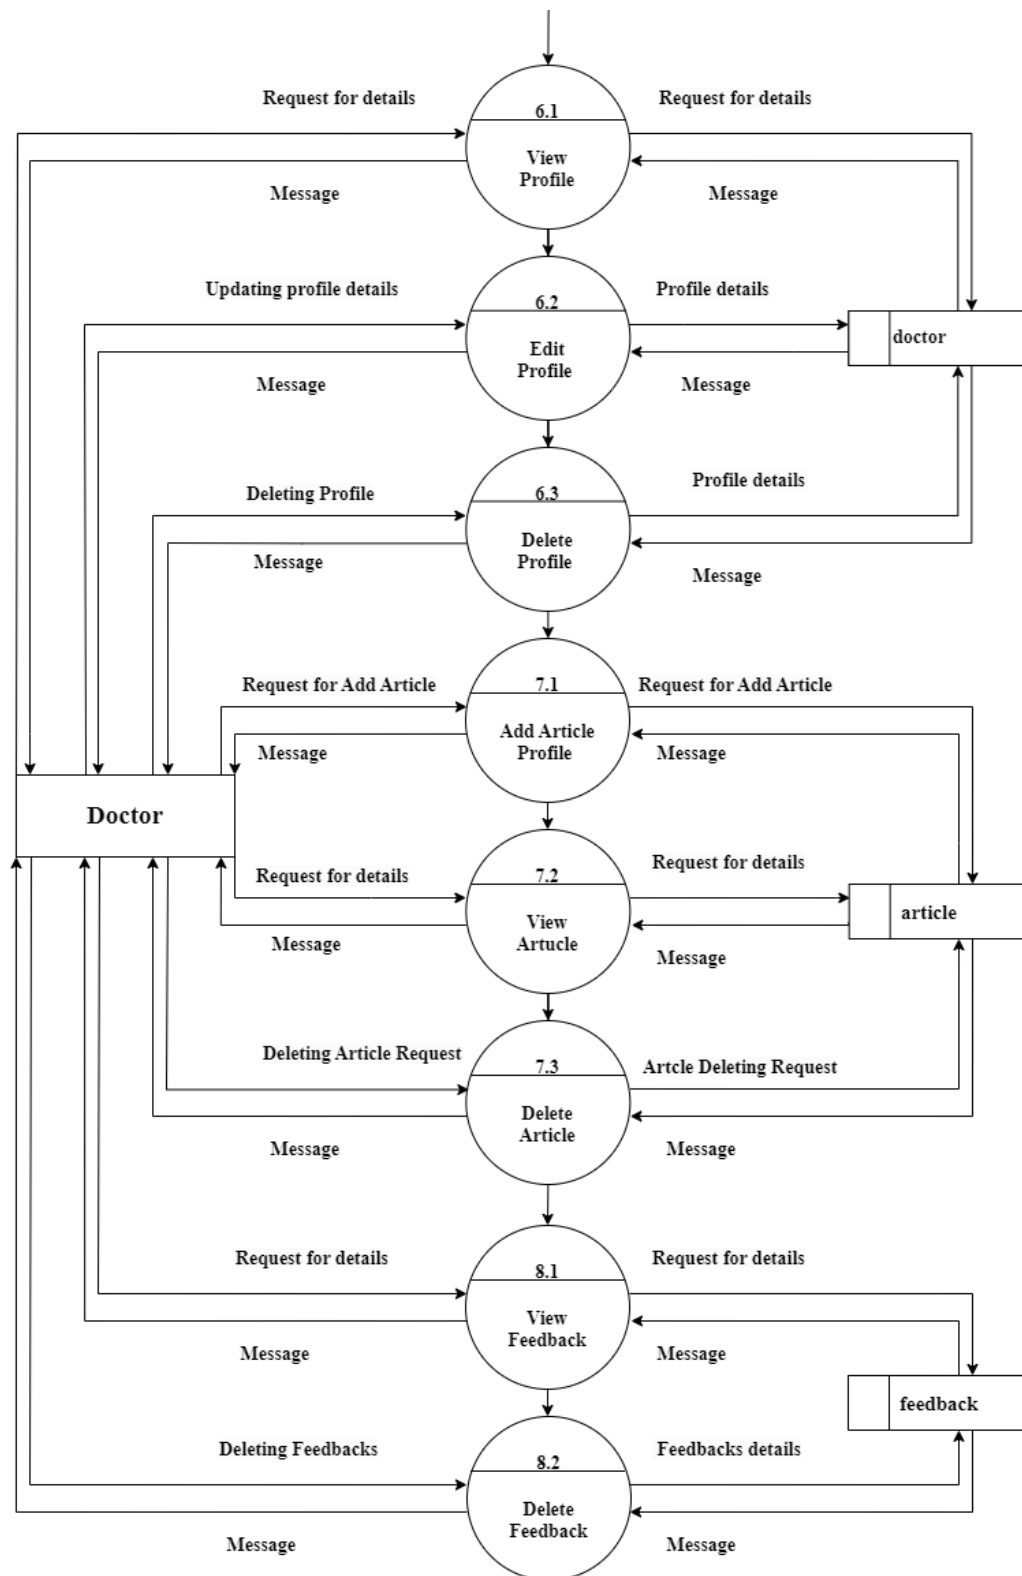 Request for details
Request for details
6.1
View
Profile
Message
Message
Updating profile details
Profile details
6.2
Edit
Profile
doctor
Message
Message
Deleting Profile
Profile details
6.3
Delete
Profile
Message
Message
Request for Add Article
Request for Add Article
7.1
Add Article
Profile
Message
Message
Doctor
Request for details
Request for details
7.2
View
Artucle
article
Message
Message
Deleting Article Request
Artcle Deleting Request
7.3
Delete
Article
Message
Message
Request for details
Request for details
8.1
View
Feedback
Message
Message
feedback
Deleting Feedbacks
Feedbacks details
8.2
Delete
Feedback
Message
Message